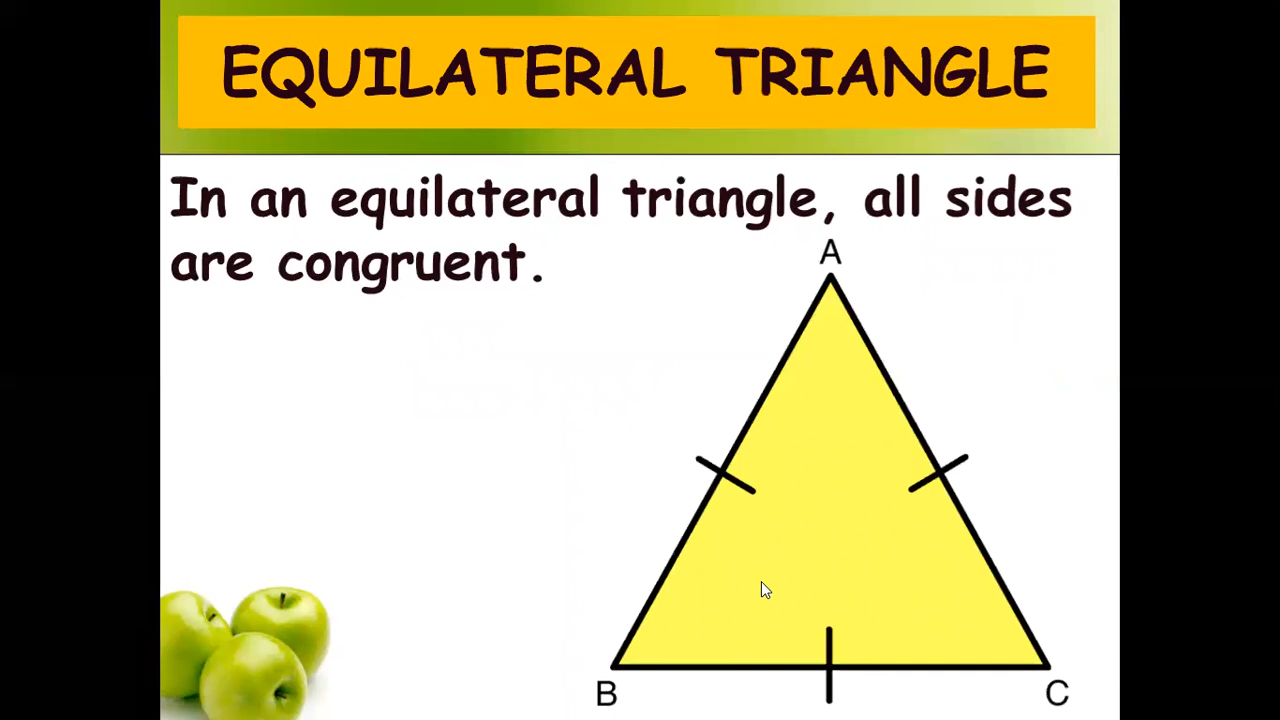 EQUILATERAL TRIANGLE
In an equilateral triangle, all sides
are congruent.
A
B
C